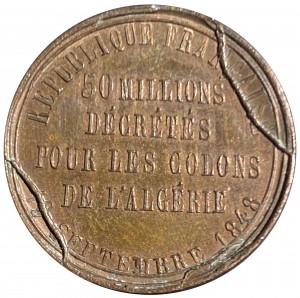 RÉPUBLIQUE FRANÇAISE
50 MILLIONS
DÉCRÉTÉS
POUR LES COLONS
DE L'ALGÉRIE
SEPTEMBRE 1848